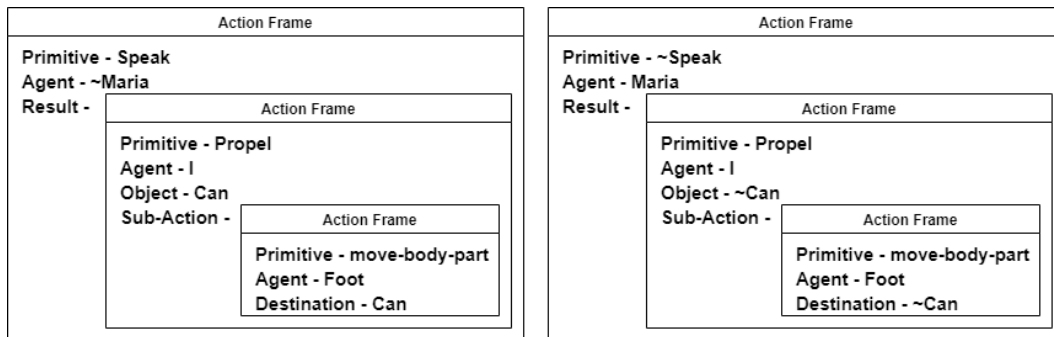 Action Frame
Primitive - Speak
Agent - ~Maria
Result -
Action Frame
Primitive - Propel
Agent - I
Object - Can
Sub-Action -
Action Frame
Primitive - move-body-part
Agent - Foot
Destination - Can
Action Frame
Primitive - ~Speak
Agent - Maria
Result -
Action Frame
Primitive - Propel
Agent - I
Object - ~Can
Sub-Action -
Action Frame
Primitive - move-body-part
Agent - Foot
Destination - ~Can